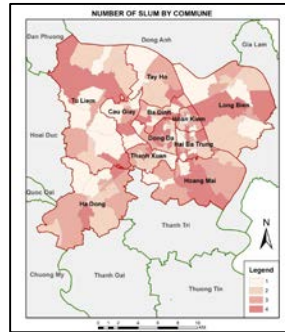 NUMBER OF SLUM BY COMMUNE
Dan Phuong
Dong Anh
Gia Lam
Tay Ho
Tu Liem
Long Bien
Cau Giay
Ba Dinh
Hoan Kiem
Hoai Duc
Dong Da
Hai Ba Trung
Thanh Xuan
Hoang Mai
Quoc Oai
Ha Dong
Thanh Tri
N
Chuong My
Thanh Oai
Thuong Tin
Legend
1
2
3
4